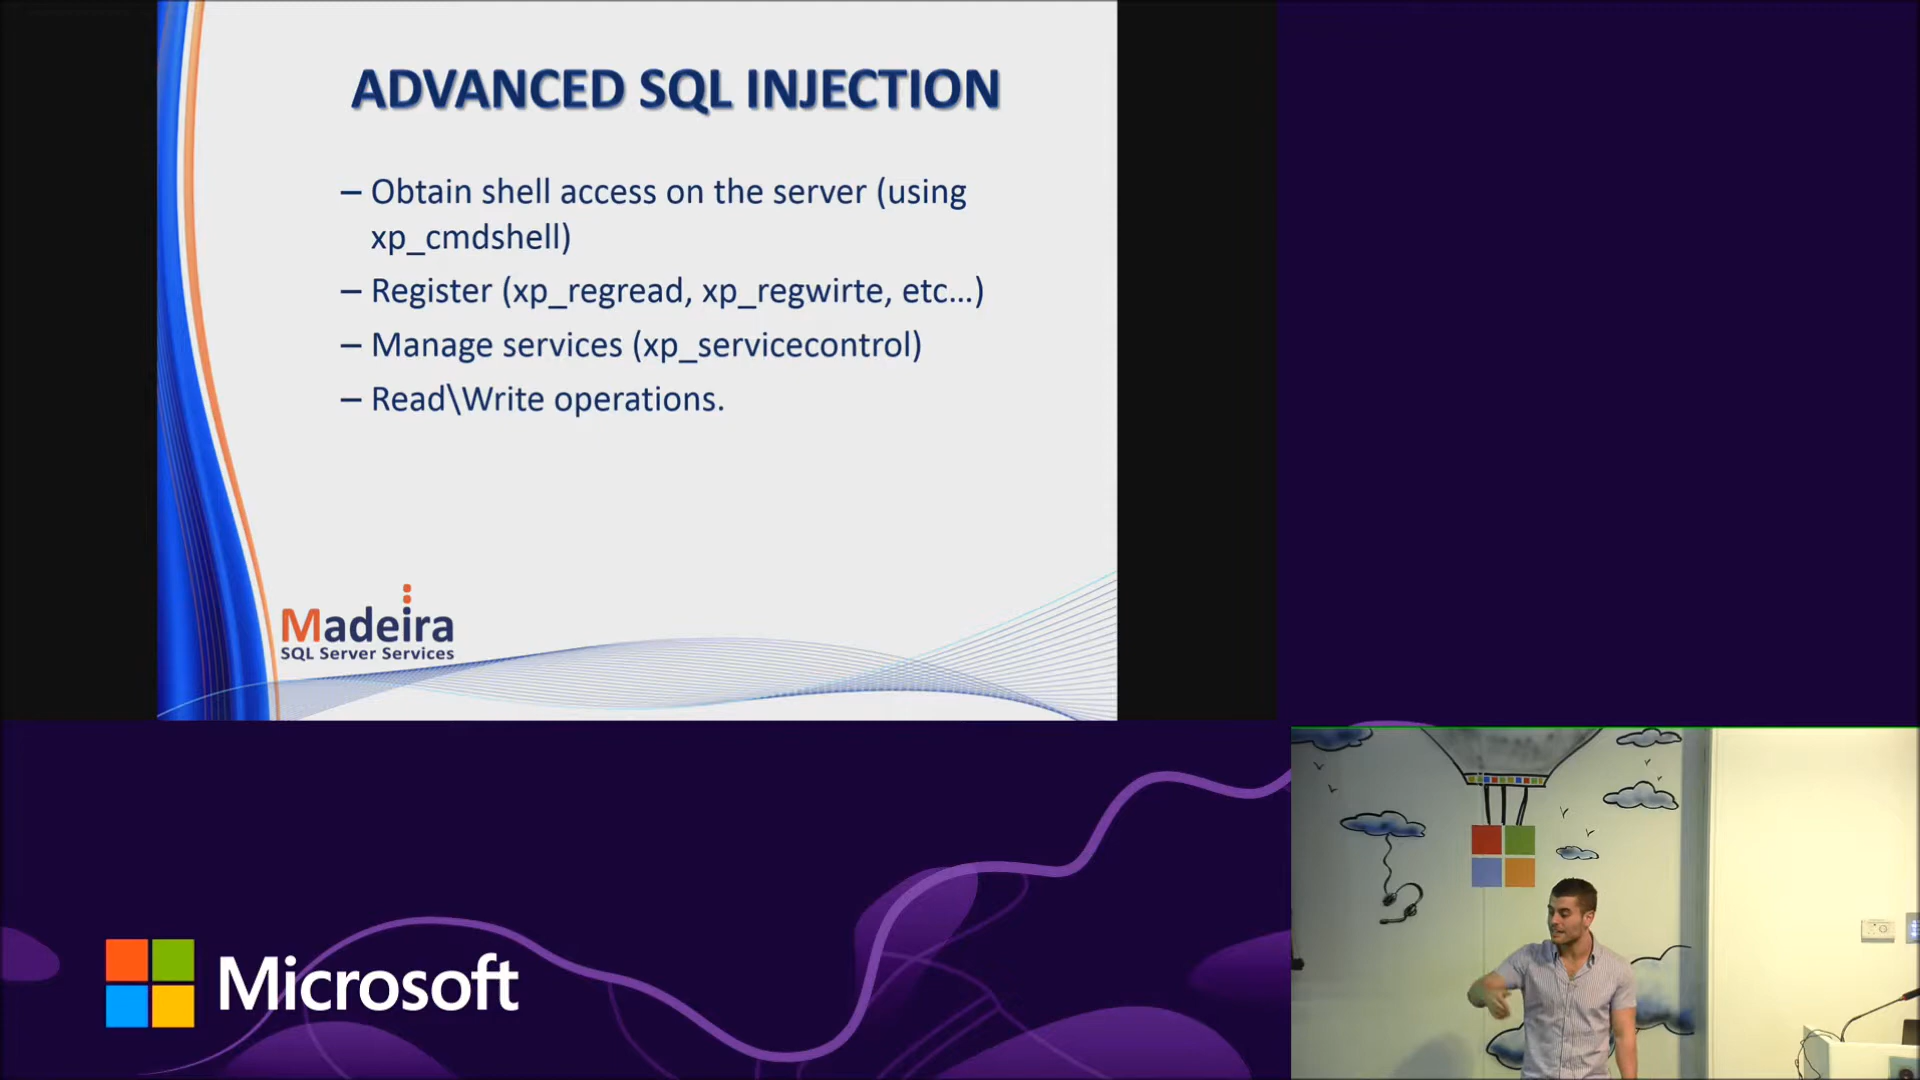 ADVANCED SQL INJECTION
– Obtain shell access on the server (using
xp_cmdshell)
– Register (xp_regread, xp_regwirte, etc...)
– Manage services (xp_servicecontrol)
– Read\Write operations.
Madeira
SQL Server Services
Microsoft